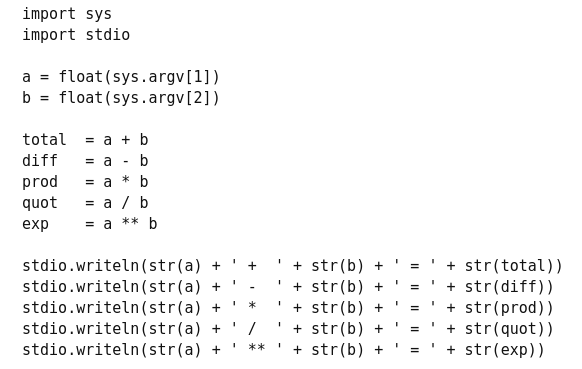 import sys
import stdio

a = float(sys.argv[1])
b = float(sys.argv[2])

total  = a + b
diff   = a - b
prod   = a * b
quot   = a / b
exp    = a ** b

stdio.writeln(str(a) + ' +  ' + str(b) + ' = ' + str(total))
stdio.writeln(str(a) + ' -  ' + str(b) + ' = ' + str(diff))
stdio.writeln(str(a) + ' *  ' + str(b) + ' = ' + str(prod))
stdio.writeln(str(a) + ' /  ' + str(b) + ' = ' + str(quot))
stdio.writeln(str(a) + ' ** ' + str(b) + ' = ' + str(exp))